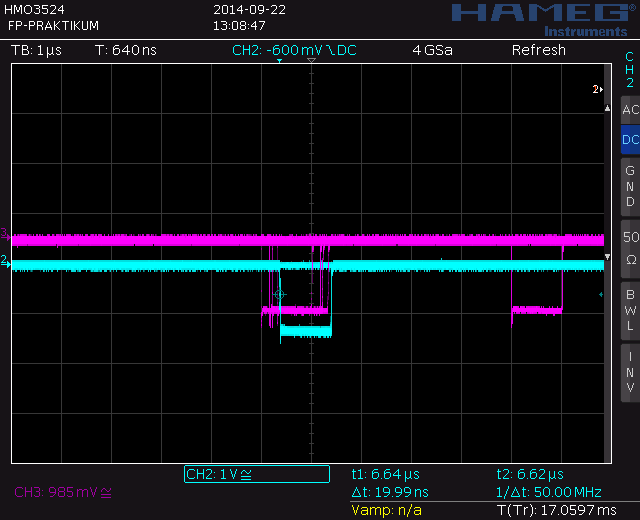 HMO3524 2014-09-22 HAMEG®
FP-PRAKTIKUM 13:08:47 Instruments
TB: 1µs T: 640ns CH2: -600mV DC 4GSa Refresh
CH2
2
AC
DC
GND
3
50Ω
2
BWL
INV
CH2: 1V t1: 6.64µs t2: 6.62µs
CH3: 985mV Δt: 19.99ns 1/Δt: 50.00MHz
Vamp: n/a T(Tr): 17.0597ms